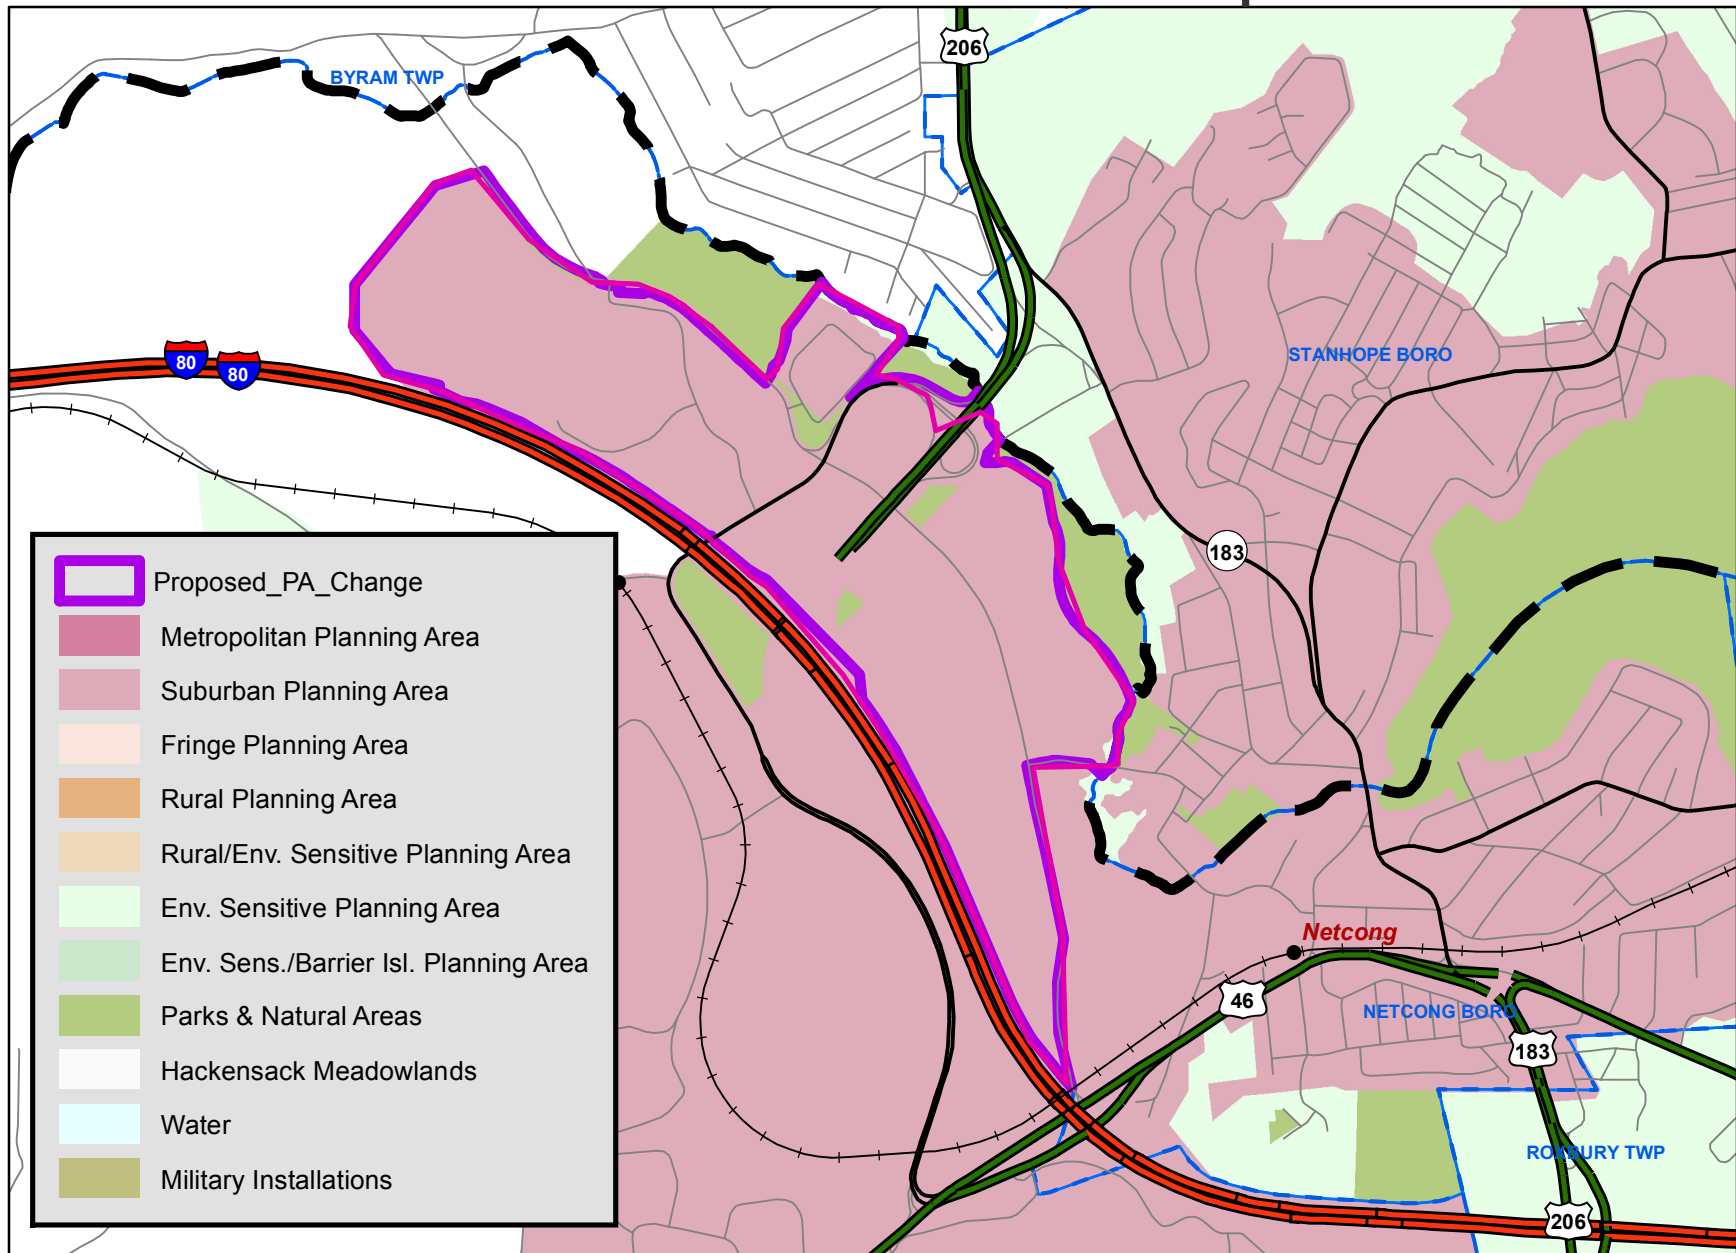 206
BYRAM TWP
80
80
STANHOPE BORO
183
Proposed_PA_Change
Metropolitan Planning Area
Suburban Planning Area
Fringe Planning Area
Rural Planning Area
Rural/Env. Sensitive Planning Area
Env. Sensitive Planning Area
Env. Sens./Barrier Isl. Planning Area
Parks & Natural Areas
Hackensack Meadowlands
Water
Military Installations
Netcong
46
NETCONG BORO
183
ROXBURY TWP
206